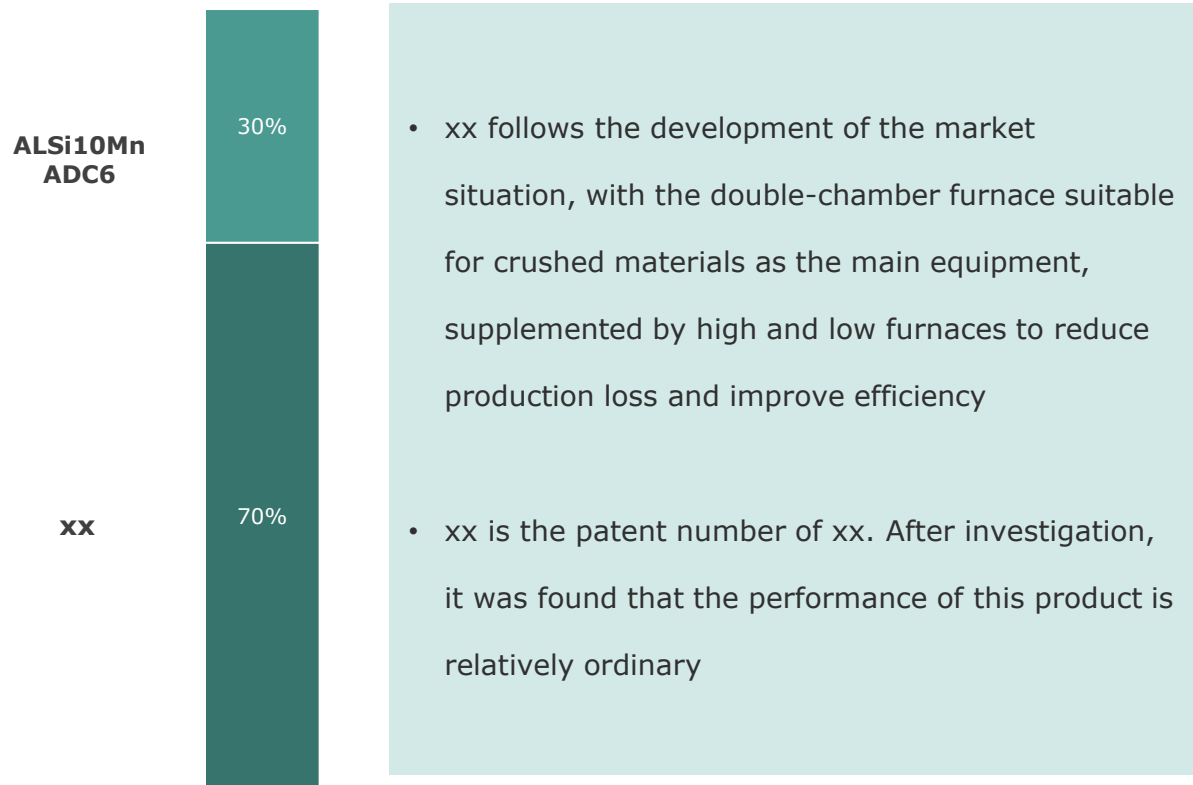 ALSi10Mn
ADC6
30%
xx
70%
• xx follows the development of the market
situation, with the double-chamber furnace suitable
for crushed materials as the main equipment,
supplemented by high and low furnaces to reduce
production loss and improve efficiency
• xx is the patent number of xx. After investigation,
it was found that the performance of this product is
relatively ordinary